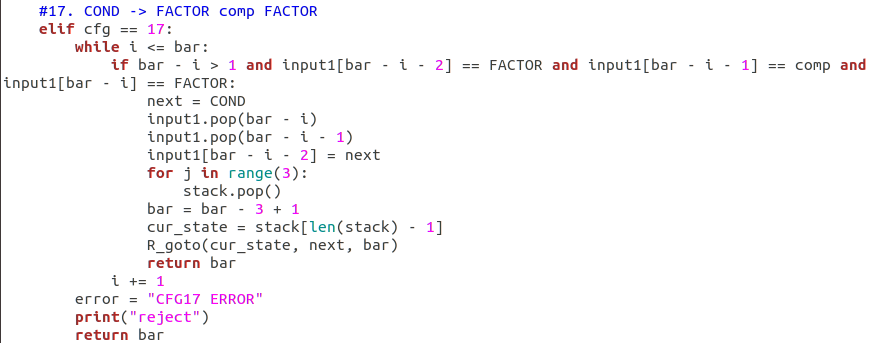 #17. COND -> FACTOR comp FACTOR
    elif cfg == 17:
        while i <= bar:
            if bar - i > 1 and input1[bar - i - 2] == FACTOR and input1[bar - i - 1] == comp and
input1[bar - i] == FACTOR:
                next = COND
                input1.pop(bar - i)
                input1.pop(bar - i - 1)
                input1[bar - i - 2] = next
                for j in range(3):
                    stack.pop()
                bar = bar - 3 + 1
                cur_state = stack[len(stack) - 1]
                R_goto(cur_state, next, bar)
                return bar
            i += 1
        error = "CFG17 ERROR"
        print("reject")
        return bar